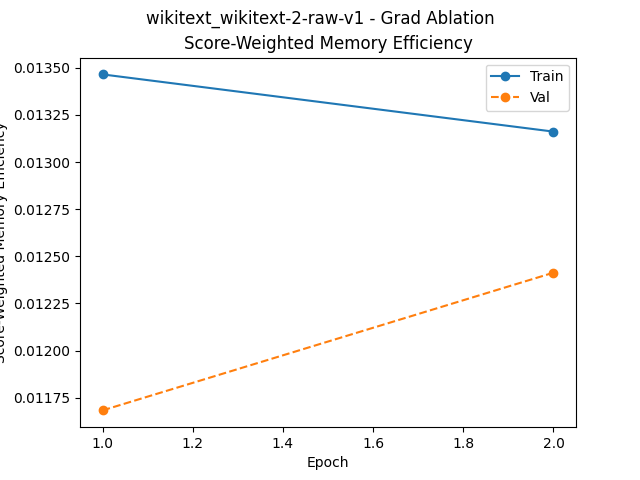 wikitext_wikitext-2-raw-v1 - Grad Ablation
Score-Weighted Memory Efficiency
Score-Weighted Memory Efficiency
0.01350
0.01325
0.01300
0.01275
0.01250
0.01225
0.01200
0.01175
Train
Val
1.0 1.2 1.4 1.6 1.8 2.0
Epoch